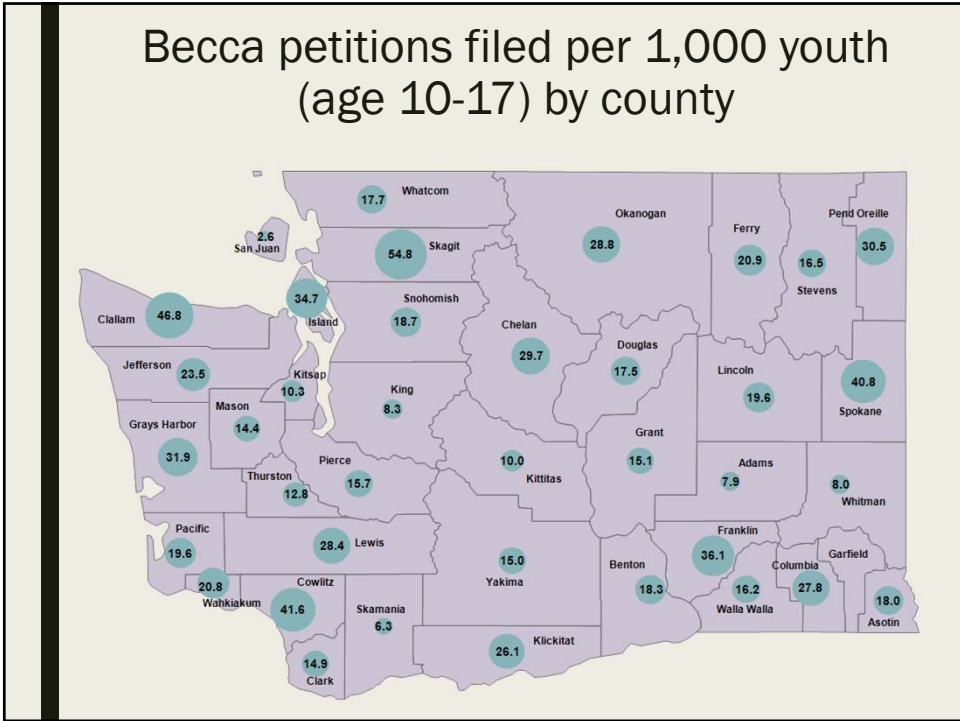 Becca petitions filed per 1,000 youth
(age 10-17) by county
Whatcom
17.7
Okanogan
28.8
Ferry
20.9
Pend Oreille
30.5
2.6
San Juan
Skagit
54.8
16.5
Stevens
34.7
Island
Snohomish
18.7
Clallam
46.8
Chelan
29.7
Douglas
17.5
Jefferson
23.5
Kitsap
10.3
King
8.3
Lincoln
19.6
40.8
Spokane
Mason
14.4
Grays Harbor
31.9
Grant
15.1
Pierce
15.7
Thurston
12.8
10.0
Kittitas
Adams
7.9
8.0
Whitman
Pacific
19.6
28.4
Lewis
15.0
Yakima
Franklin
36.1
Garfield
Columbia
27.8
Benton
18.3
16.2
Walla Walla
18.0
Asotin
20.8
Wahkiakum
Cowlitz
41.6
Skamania
6.3
Klickitat
26.1
14.9
Clark